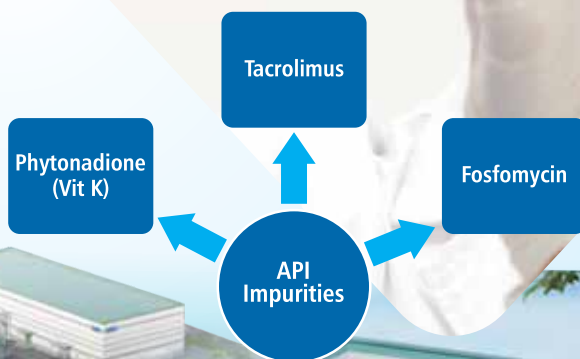 Tacrolimus
Phytonadione
(Vit K)
Fosfomycin
API
Impurities